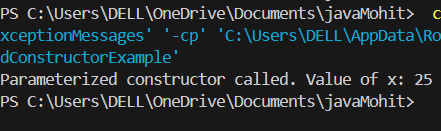 PS C:\Users\DELL\OneDrive\Documents\javaMohit> c
xceptionMessages' '-cp' 'C:\Users\DELL\AppData\Ro
dConstructorExample'
Parameterized constructor called. Value of x: 25
PS C:\Users\DELL\OneDrive\Documents\javaMohit>